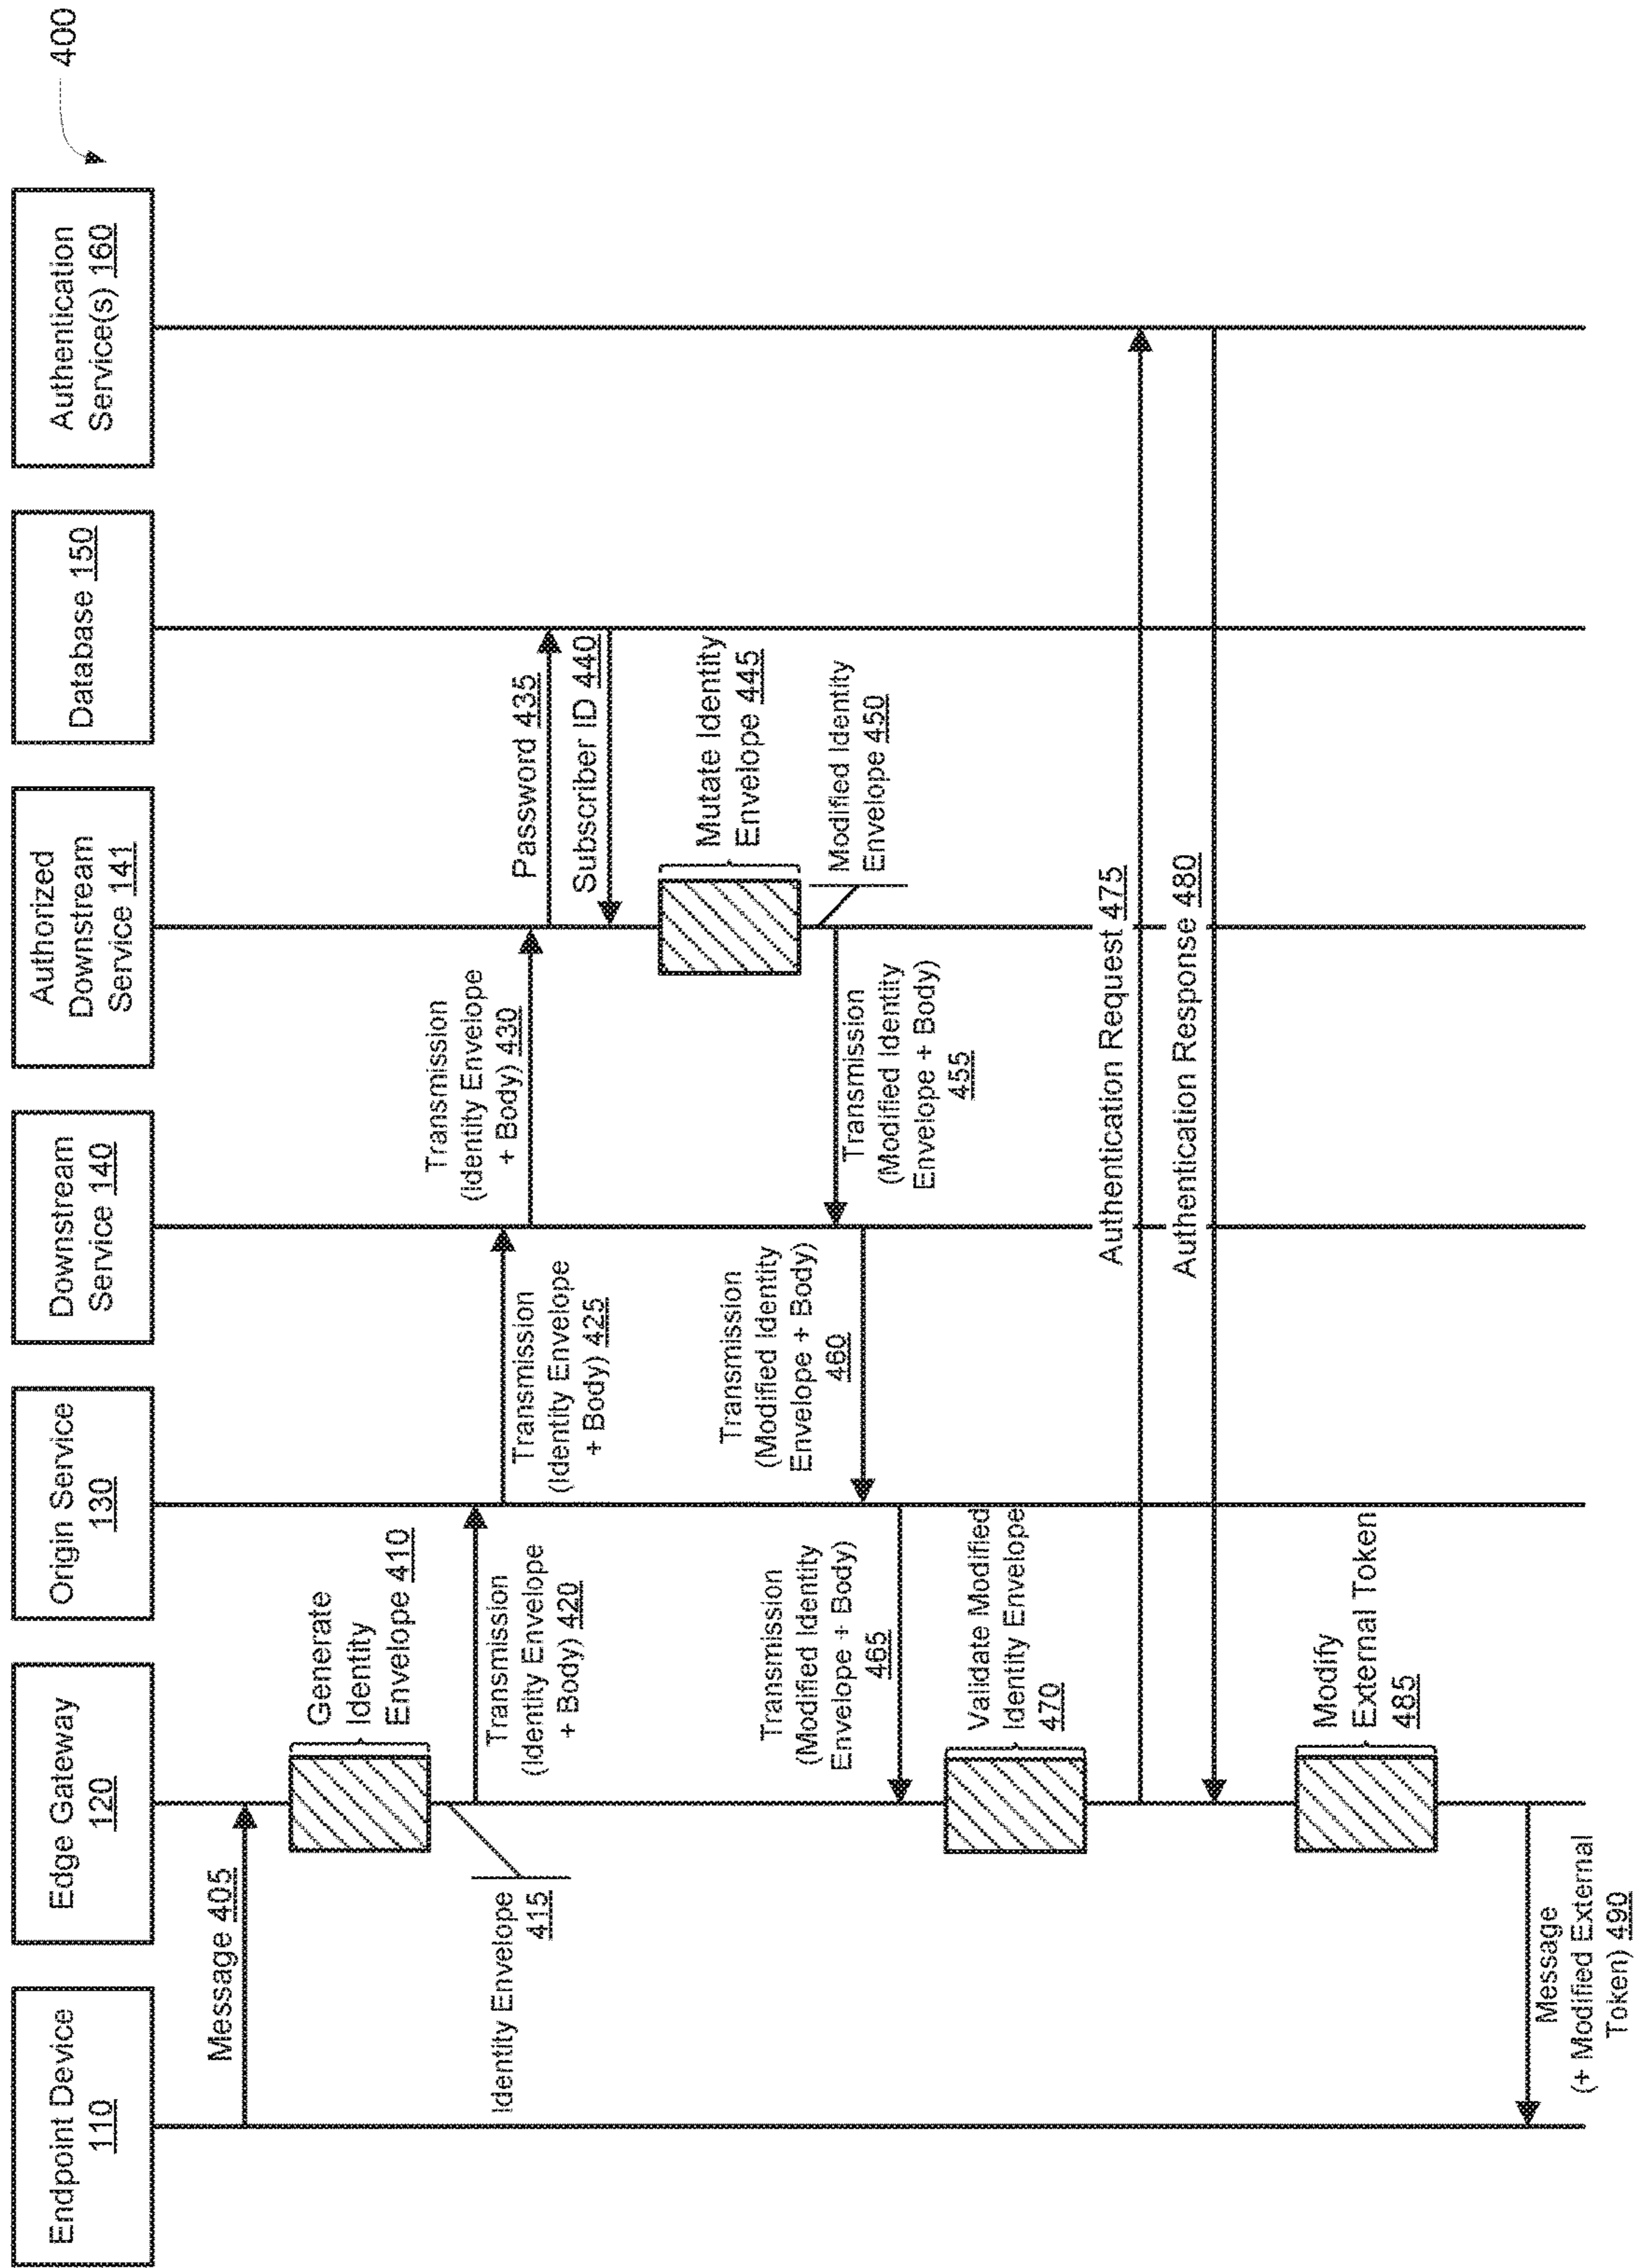 400
Endpoint Device
110
Edge Gateway
120
Origin Service
130
Downstream
Service 140
Authorized
Downstream
Service 141
Database 150
Authentication
Service(s) 160
Message 405
Generate
Identity
Envelope 410
Identity Envelope
415
Transmission
(Identity Envelope
+ Body) 420
Transmission
(Identity Envelope
+ Body) 425
Transmission
(Identity Envelope
+ Body) 430
Password 435
Subscriber ID 440
Mutate Identity
Envelope 445
Modified Identity
Envelope 450
Transmission
(Modified Identity
Envelope + Body)
455
Transmission
(Modified Identity
Envelope + Body)
460
Transmission
(Modified Identity
Envelope + Body)
465
Validate Modified
Identity Envelope
470
Authentication Request 475
Authentication Response 480
Modify
External Token
485
Message
(+ Modified External
Token) 490